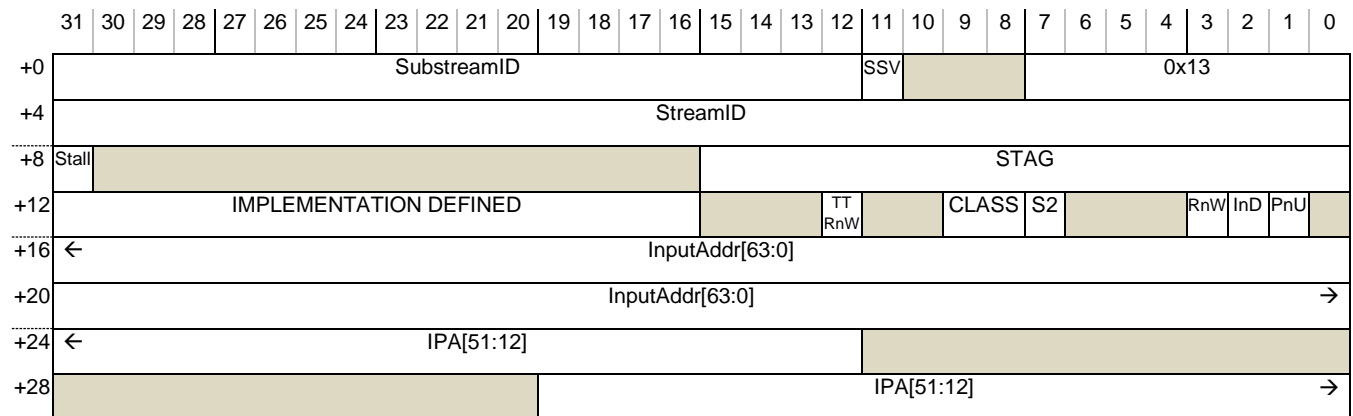 31 30 29 28 27 26 25 24 23 22 21 20 19 18 17 16 15 14 13 12 11 10 9 8 7 6 5 4 3 2 1 0
+0 SubstreamID SSV 0x13
+4 StreamID
+8 Stall STAG
+12 IMPLEMENTATION DEFINED TT RnW CLASS S2 RnW InD PnU
+16 ← InputAddr[63:0]
+20 InputAddr[63:0] →
+24 ← IPA[51:12]
+28 IPA[51:12] →